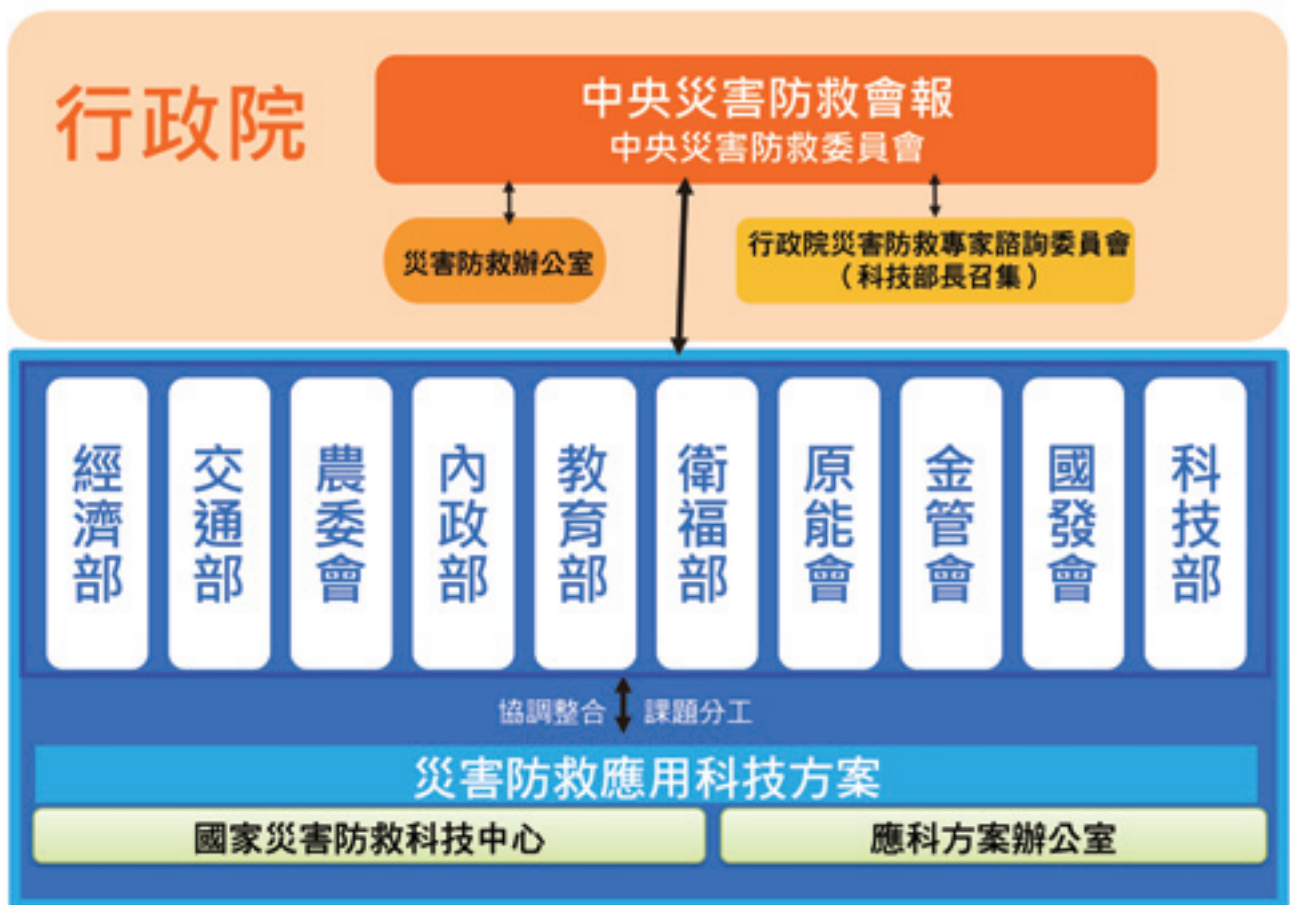 行政院
中央災害防救會報
中央災害防救委員會
災害防救辦公室
行政院災害防救專家諮詢委員會
（科技部長召集）
經濟部
交通部
農委會
內政部
教育部
衛福部
原能會
金管會
國發會
科技部
協調整合
課題分工
災害防救應用科技方案
國家災害防救科技中心
應科方案辦公室